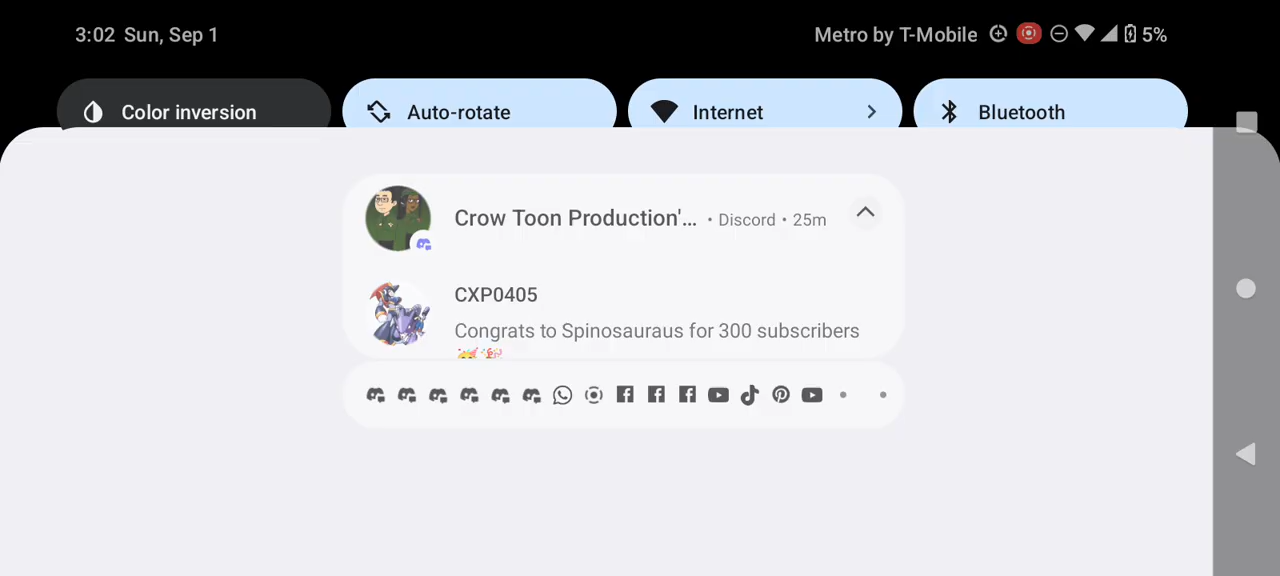 3:02 Sun, Sep 1 Metro by T-Mobile 5%
Color inversion Auto-rotate Internet Bluetooth
Crow Toon Production'... • Discord • 25m
CXP0405
Congrats to Spinosauraus for 300 subscribers
🥳🎉